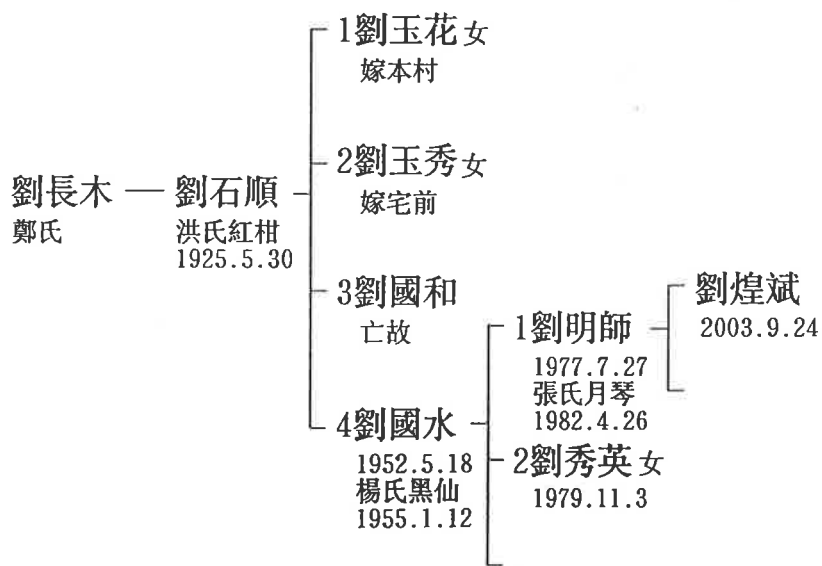 劉長木
鄭氏
劉石順
洪氏紅柑
1925.5.30
1劉玉花女
嫁本村
2劉玉秀女
嫁宅前
3劉國和
亡故
4劉國水
1952.5.18
楊氏黑仙
1955.1.12
1劉明師
1977.7.27
張氏月琴
1982.4.26
2劉秀英女
1979.11.3
劉煌斌
2003.9.24